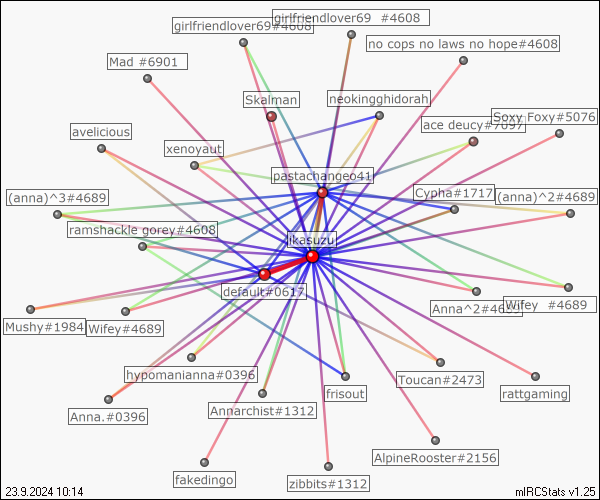 girlfriendlover69  #4608
girlfriendlover69#4608
no cops no laws no hope#4608
Mad #6901
Skalman
neokingghidorah
Soxy Foxy#5076
ace deucy#7097
avelicious
xenoyaut
pastachange041
(anna)^3#4689
Cypha#1717
(anna)^2#4689
ramshackle gorey#4608
ikasuzu
default#0617
Anna^2#4689
Wifey  #4689
Mushy#1984
Wifey#4689
hypomanianna#0396
Toucan#2473
frisout
rattgaming
Anna.#0396
Annarchist#1312
AlpineRooster#2156
fakedingo
zibbits#1312
23.9.2024 10:14
mIRCStats v1.25